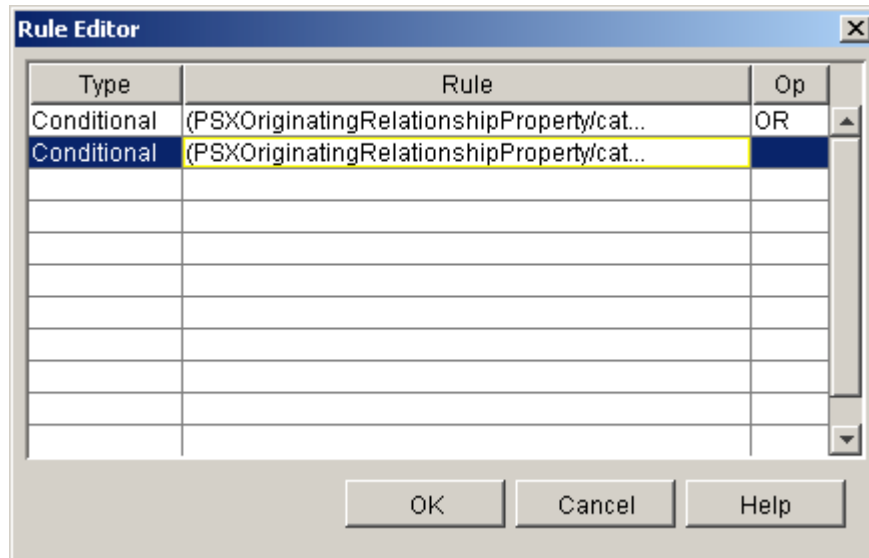 Rule Editor
Type Rule Op
Conditional (PSXOriginatingRelationshipProperty/cat... OR
Conditional (PSXOriginatingRelationshipProperty/cat...
OK Cancel Help